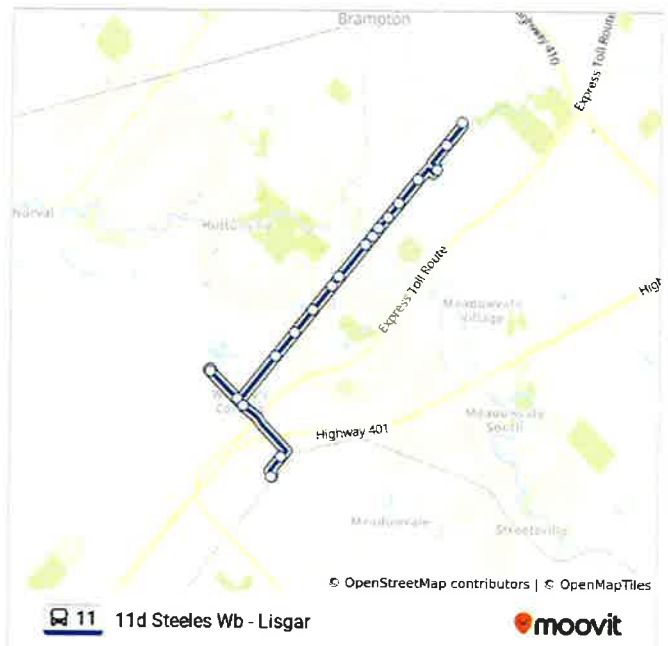 Brampton
Highway 410
Express Toll Route
Norval
Huttonville
Express Toll Route
High
Meadowvale
Village
Highway 401
Meadowvale
South
Meadowvale
Streetsville
© OpenStreetMap contributors | © OpenMapTiles
11 11d Steeles Wb - Lisgar
moovit